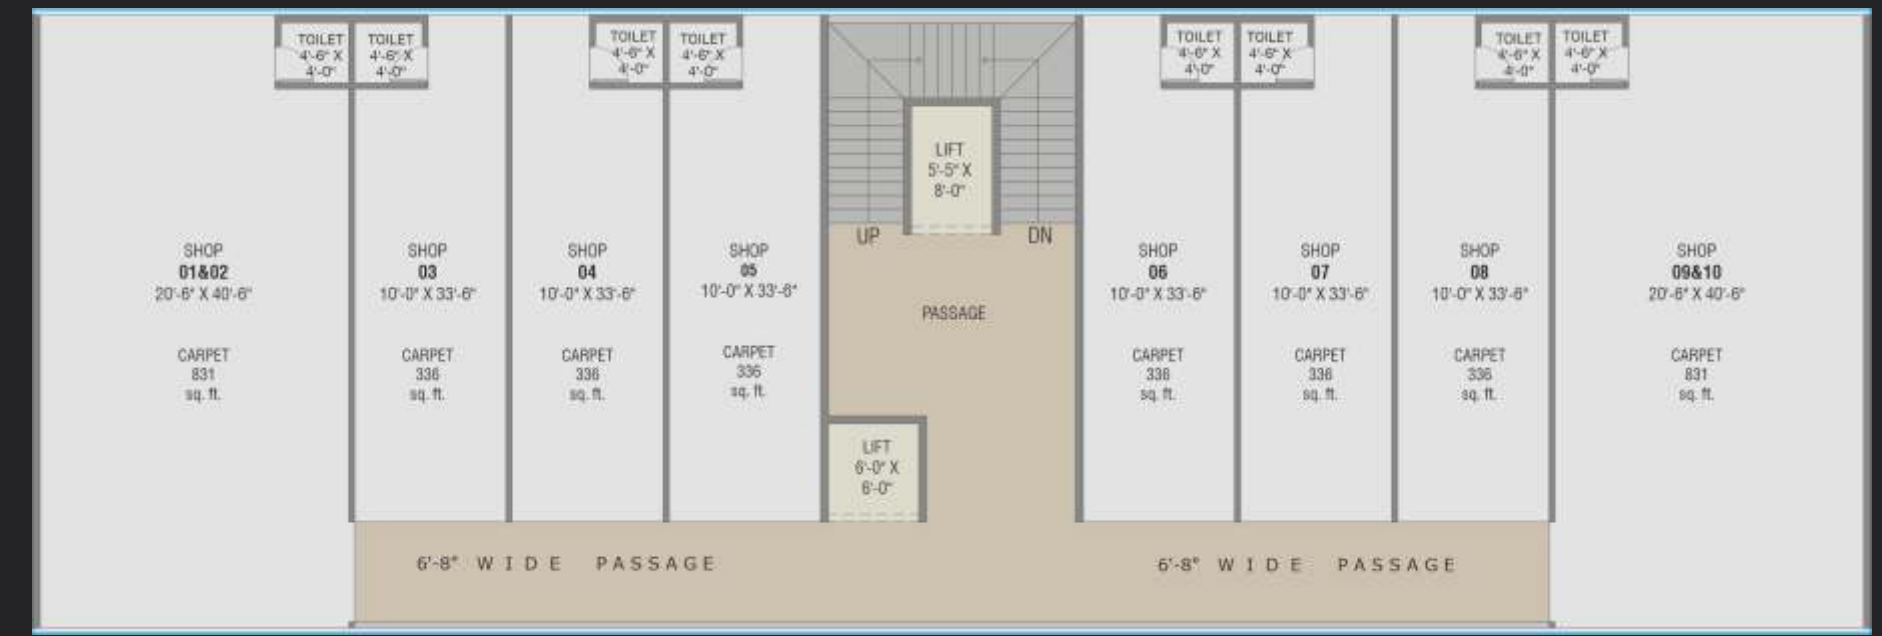 TOILET
4'-6" X
4'-0"
TOILET
4'-6" X
4'-0"
TOILET
4'-6" X
4'-0"
TOILET
4'-6" X
4'-0"
TOILET
4'-6" X
4'-0"
TOILET
4'-6" X
4'-0"
TOILET
4'-6" X
4'-0"
TOILET
4'-6" X
4'-0"
LIFT
5'-5" X
8'-0"
UP
DN
SHOP
01&02
20'-6" X 40'-6"
CARPET
831
sq. ft.
SHOP
03
10'-0" X 33'-6"
CARPET
336
sq. ft.
SHOP
04
10'-0" X 33'-6"
CARPET
336
sq. ft.
SHOP
05
10'-0" X 33'-6"
CARPET
336
sq. ft.
PASSAGE
SHOP
06
10'-0" X 33'-6"
CARPET
336
sq. ft.
SHOP
07
10'-0" X 33'-6"
CARPET
336
sq. ft.
SHOP
08
10'-0" X 33'-6"
CARPET
336
sq. ft.
SHOP
09&10
20'-6" X 40'-6"
CARPET
831
sq. ft.
LIFT
6'-0" X
6'-0"
6'-8" WIDE PASSAGE
6'-8" WIDE PASSAGE